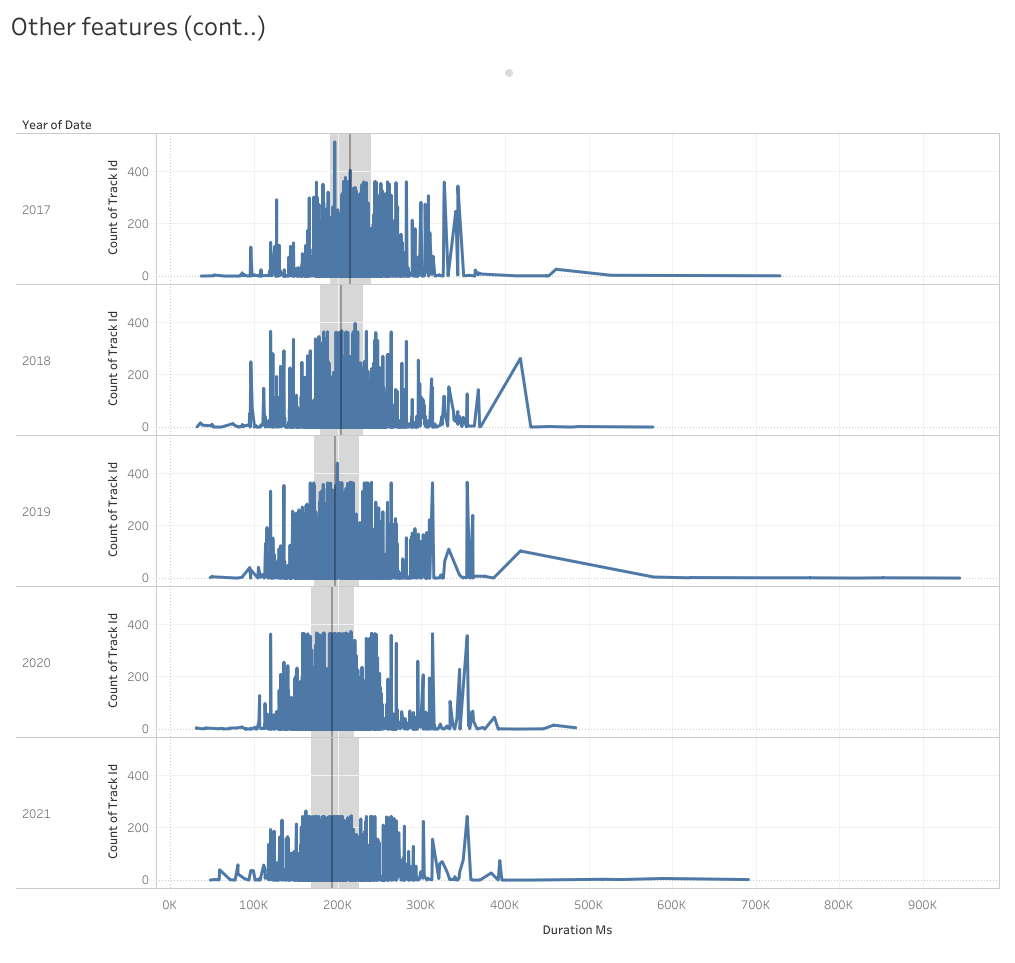 Other features (cont..)
Year of Date
2017
Count of Track Id
400
200
0
2018
Count of Track Id
400
200
0
2019
Count of Track Id
400
200
0
2020
Count of Track Id
400
200
0
2021
Count of Track Id
400
200
0
0K 100K 200K 300K 400K 500K 600K 700K 800K 900K
Duration Ms